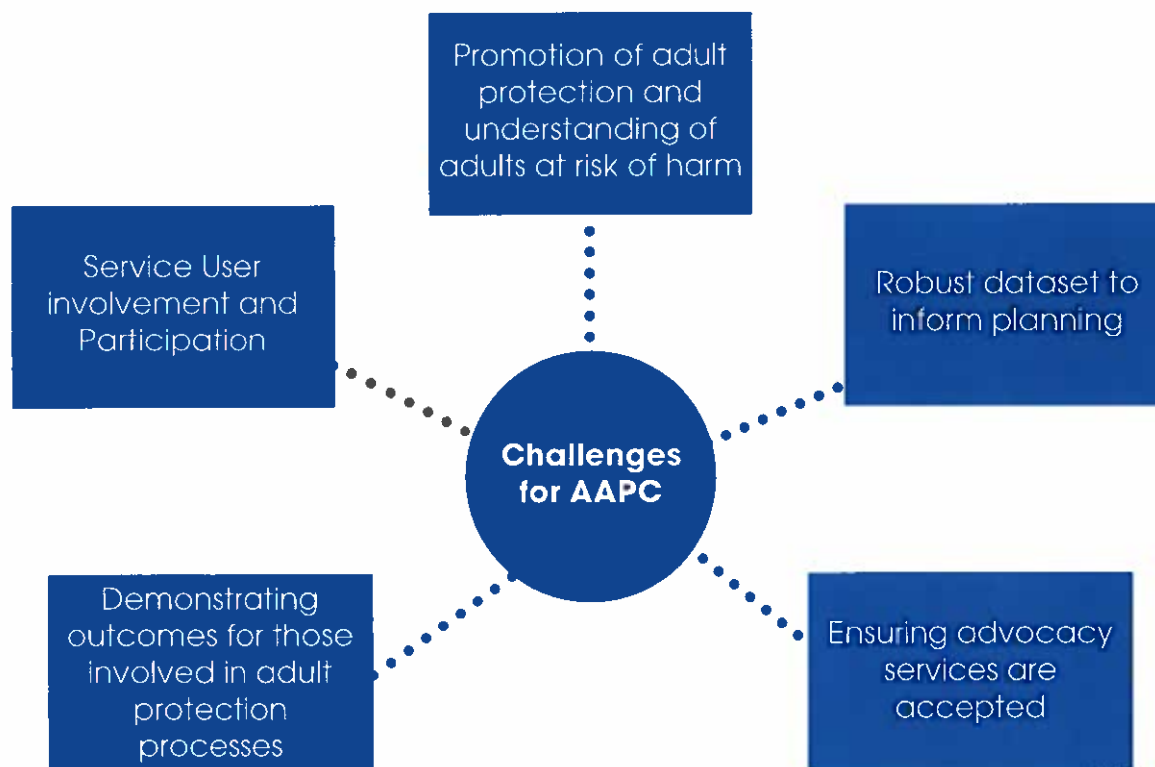 Promotion of adult
protection and
understanding of
adults at risk of harm
Service User
involvement and
Participation
Robust dataset to
inform planning
Challenges
for AAPC
Demonstrating
outcomes for those
involved in adult
protection
processes
Ensuring advocacy
services are
accepted